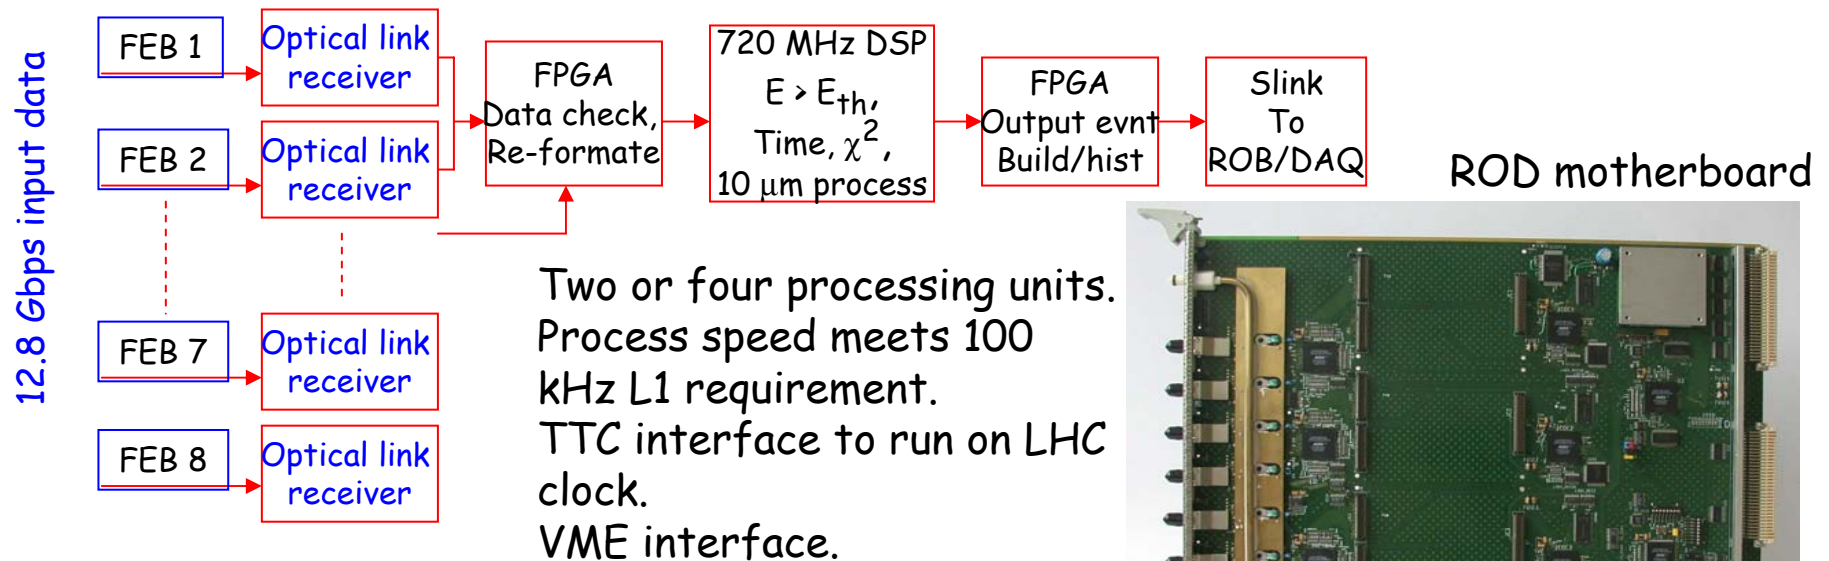 12.8 Gbps input data
FEB 1
Optical link
receiver
FEB 2
Optical link
receiver
FEB 7
Optical link
receiver
FEB 8
Optical link
receiver
FPGA
Data check,
Re-formate
720 MHz DSP
E > Eth,
Time, χ2,
10 μm process
FPGA
Output evnt
Build/hist
Slink
To
ROB/DAQ
ROD motherboard
Two or four processing units.
Process speed meets 100
kHz L1 requirement.
TTC interface to run on LHC
clock.
VME interface.